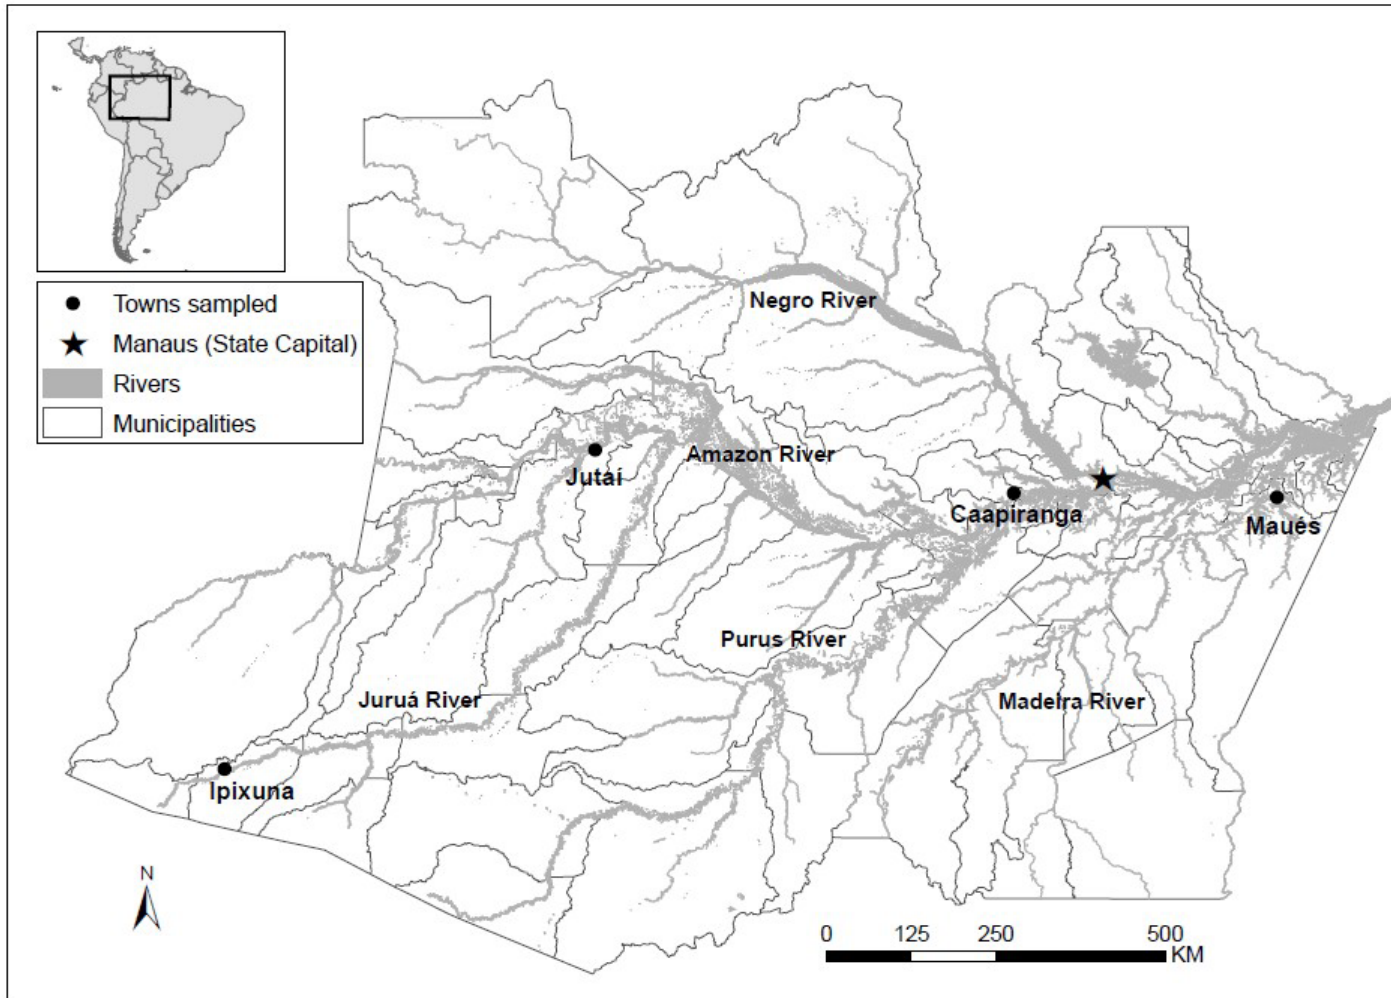 Towns sampled
Manaus (State Capital)
Rivers
Municipalities
Negro River
Amazon River
Jutaí
Caapiranga
Maués
Purus River
Juruá River
Madeira River
Ipixuna
N
0 125 250 500
KM